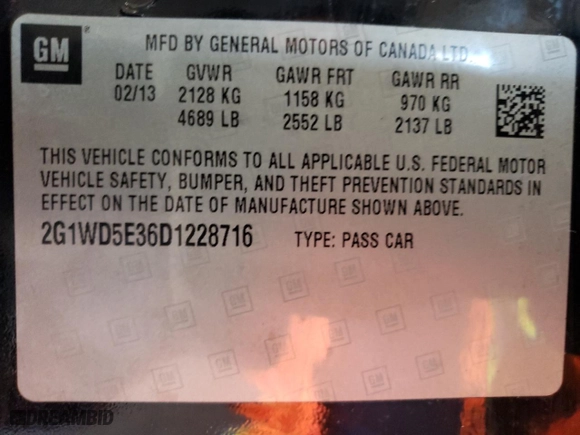 GM
MFD BY GENERAL MOTORS OF CANADA LTD.
DATE GVWR GAWR FRT GAWR RR
02/13 2128 KG 1158 KG 970 KG
4689 LB 2552 LB 2137 LB
THIS VEHICLE CONFORMS TO ALL APPLICABLE U.S. FEDERAL MOTOR
VEHICLE SAFETY, BUMPER, AND THEFT PREVENTION STANDARDS IN
EFFECT ON THE DATE OF MANUFACTURE SHOWN ABOVE.
2G1WD5E36D1228716 TYPE: PASS CAR
DREAMBID